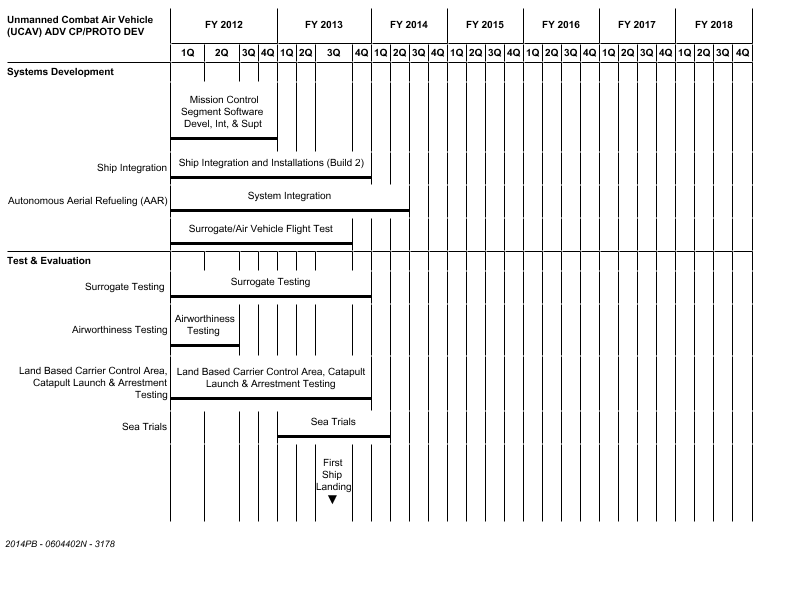 Unmanned Combat Air Vehicle
(UCAV) ADV CP/PROTO DEV
FY 2012 FY 2013 FY 2014 FY 2015 FY 2016 FY 2017 FY 2018
1Q 2Q 3Q 4Q 1Q 2Q 3Q 4Q 1Q 2Q 3Q 4Q 1Q 2Q 3Q 4Q 1Q 2Q 3Q 4Q 1Q 2Q 3Q 4Q 1Q 2Q 3Q 4Q
Systems Development
Mission Control
Segment Software
Devel, Int, & Supt
Ship Integration
Ship Integration and Installations (Build 2)
Autonomous Aerial Refueling (AAR)
System Integration
Surrogate/Air Vehicle Flight Test
Test & Evaluation
Surrogate Testing
Surrogate Testing
Airworthiness Testing
Airworthiness
Testing
Land Based Carrier Control Area,
Catapult Launch & Arrestment
Testing
Land Based Carrier Control Area, Catapult
Launch & Arrestment Testing
Sea Trials
Sea Trials
First
Ship
Landing
2014PB - 0604402N - 3178